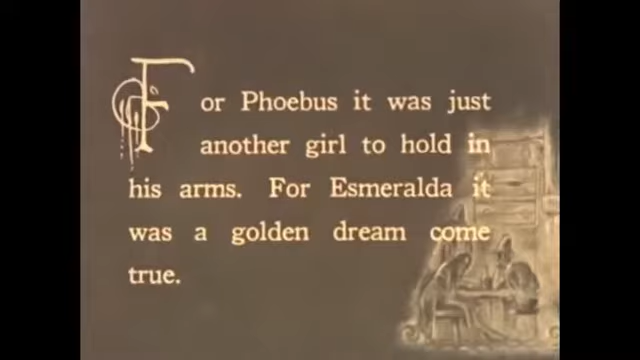 For Phoebus it was just
another girl to hold in
his arms. For Esmeralda it
was a golden dream come
true.